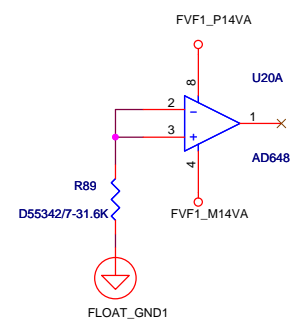 FVF1_P14VA
U20A
8
2
-
1
3
+
4
AD648
R89
D55342/7-31.6K
FVF1_M14VA
FLOAT_GND1